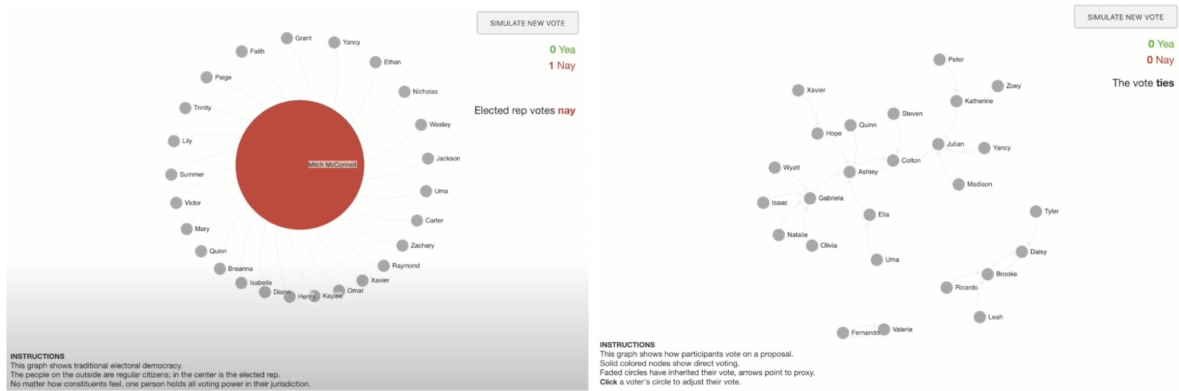 SIMULATE NEW VOTE
0 Yea
1 Nay
Elected rep votes nay
Grant
Yancy
Faith
Ethan
Paige
Nicholas
Trinity
Wesley
Lily
Jackson
Mitch McConnell
Summer
Uma
Victor
Carter
Mary
Zachary
Quinn
Raymond
Breanna
Xavier
Isabelle
Omar
Diana
Henry
Kaylee
INSTRUCTIONS
This graph shows traditional electoral democracy.
The people on the outside are regular citizens; in the center is the elected rep.
No matter how constituents feel, one person holds all voting power in their jurisdiction.
SIMULATE NEW VOTE
0 Yea
0 Nay
The vote ties
Peter
Zoey
Xavier
Katherine
Steven
Quinn
Hope
Julian
Yancy
Colton
Wyatt
Ashley
Madison
Gabriela
Isaac
Ella
Tyler
Natalie
Olivia
Daisy
Uma
Brooke
Ricardo
Leah
Fernando
Valerie
INSTRUCTIONS
This graph shows how participants vote on a proposal.
Solid colored nodes show direct voting.
Faded circles have inherited their vote, arrows point to proxy.
Click a voter's circle to adjust their vote.